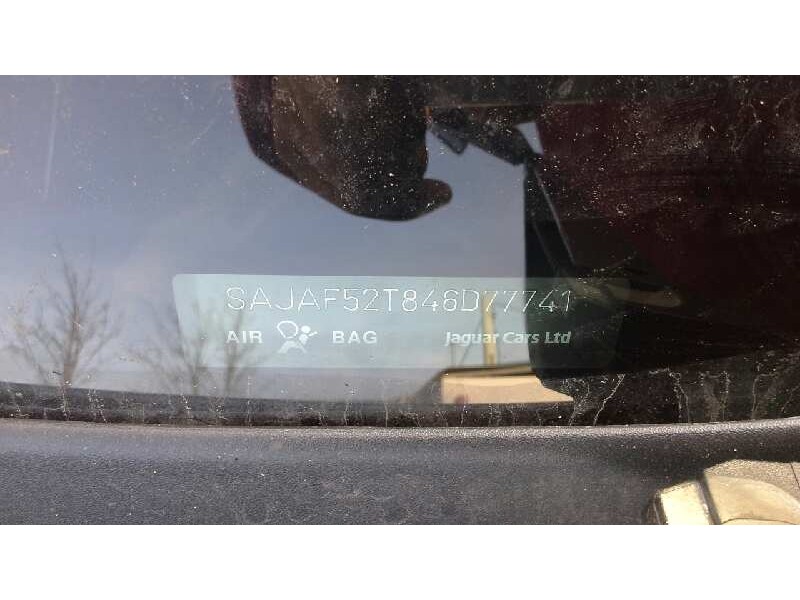 SAJAF52T846D77741
AIR BAG Jaguar Cars Ltd